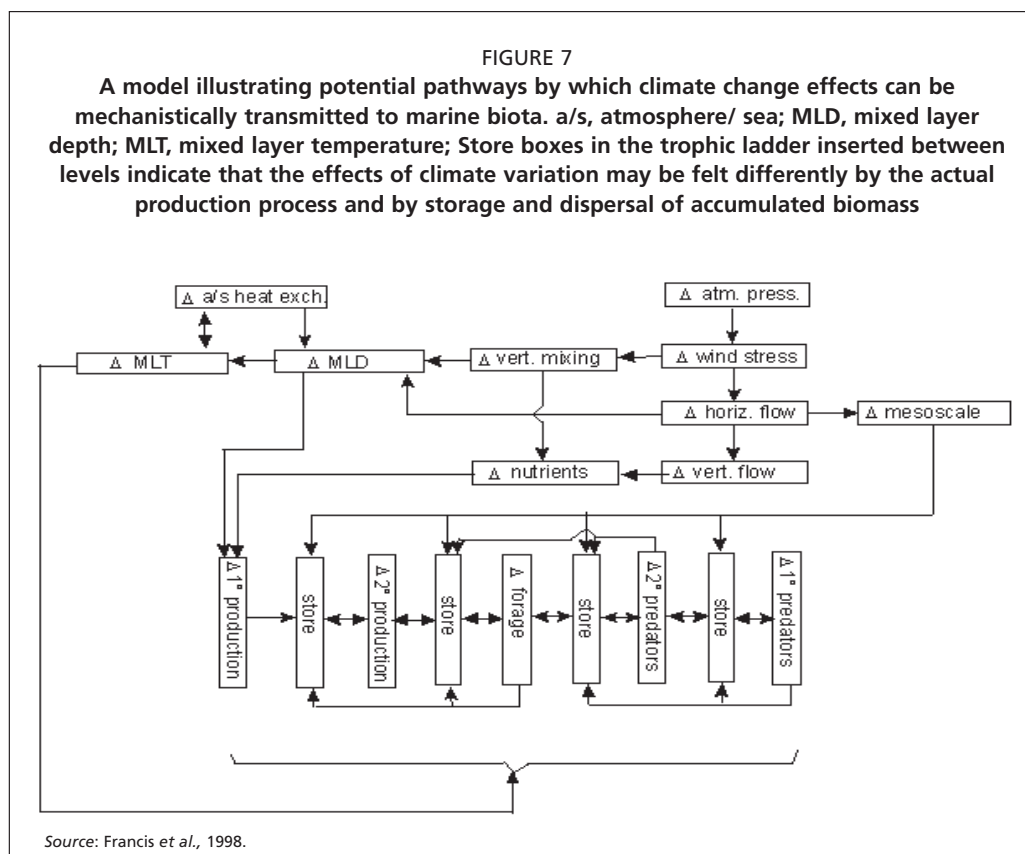 FIGURE 7
A model illustrating potential pathways by which climate change effects can be
mechanistically transmitted to marine biota. a/s, atmosphere/ sea; MLD, mixed layer
depth; MLT, mixed layer temperature; Store boxes in the trophic ladder inserted between
levels indicate that the effects of climate variation may be felt differently by the actual
production process and by storage and dispersal of accumulated biomass
Δ a/s heat exch.
Δ atm. press.
Δ MLT
Δ MLD
Δ vert. mixing
Δ wind stress
Δ horiz. flow
Δ mesoscale
Δ nutrients
Δ vert. flow
Δ 1° production
store
Δ 2° production
store
Δ forage
store
Δ 2° predators
store
Δ 1° predators
Source: Francis et al., 1998.